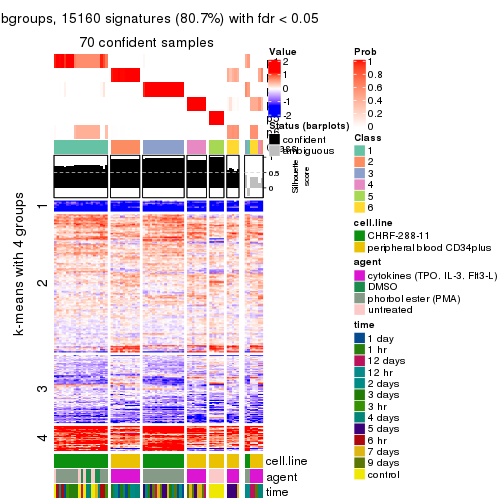 bgroups, 15160 signatures (80.7%) with fdr < 0.05
70 confident samples
k-means with 4 groups
1
2
3
4
Value
2
1
0
-1
-2
Status (barplots)
confident
ambiguous
1
0.5
0
Silhouette
score
cell.line
agent
time
Prob
1
0.8
0.6
0.4
0.2
0
Class
1
2
3
4
5
6
cell.line
CHRF-288-11
peripheral blood CD34plus
agent
cytokines (TPO, IL-3, Flt3-L)
DMSO
phorbol ester (PMA)
untreated
time
1 day
1 hr
12 days
12 hr
2 days
3 days
3 hr
4 days
5 days
6 hr
7 days
9 days
control